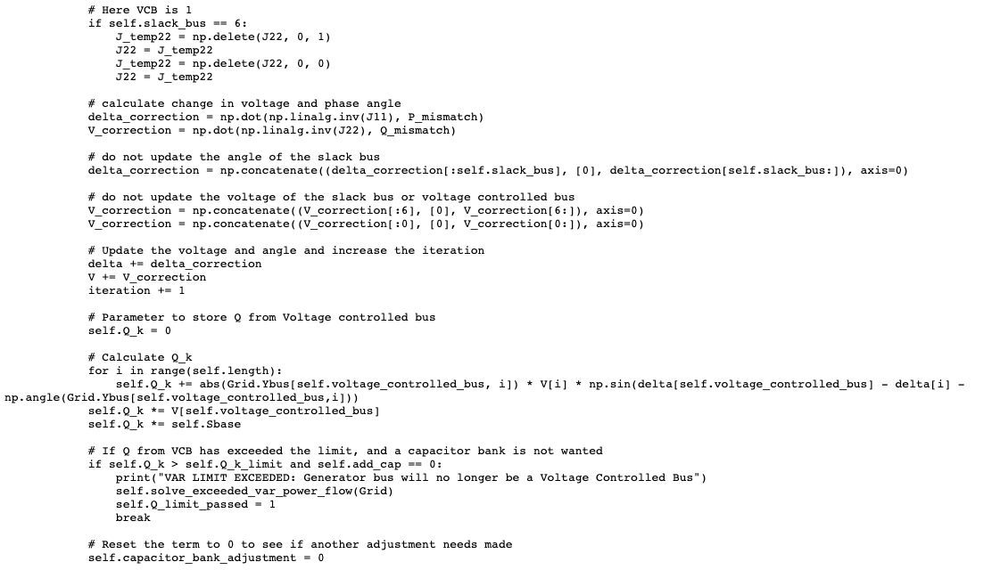 # Here VCB is 1
if self.slack_bus == 6:
    J_temp22 = np.delete(J22, 0, 1)
    J22 = J_temp22
    J_temp22 = np.delete(J22, 0, 0)
    J22 = J_temp22

# calculate change in voltage and phase angle
delta_correction = np.dot(np.linalg.inv(J11), P_mismatch)
V_correction = np.dot(np.linalg.inv(J22), Q_mismatch)

# do not update the angle of the slack bus
delta_correction = np.concatenate((delta_correction[:self.slack_bus], [0], delta_correction[self.slack_bus:]), axis=0)

# do not update the voltage of the slack bus or voltage controlled bus
V_correction = np.concatenate((V_correction[:6], [0], V_correction[6:]), axis=0)
V_correction = np.concatenate((V_correction[:0], [0], V_correction[0:]), axis=0)

# Update the voltage and angle and increase the iteration
delta += delta_correction
V += V_correction
iteration += 1

# Parameter to store Q from Voltage controlled bus
self.Q_k = 0

# Calculate Q_k
for i in range(self.length):
    self.Q_k += abs(Grid.Ybus[self.voltage_controlled_bus, i]) * V[i] * np.sin(delta[self.voltage_controlled_bus] - delta[i] -
np.angle(Grid.Ybus[self.voltage_controlled_bus,i]))
self.Q_k *= V[self.voltage_controlled_bus]
self.Q_k *= self.Sbase

# If Q from VCB has exceeded the limit, and a capacitor bank is not wanted
if self.Q_k > self.Q_k_limit and self.add_cap == 0:
    print("VAR LIMIT EXCEEDED: Generator bus will no longer be a Voltage Controlled Bus")
    self.solve_exceeded_var_power_flow(Grid)
    self.Q_limit_passed = 1
    break

# Reset the term to 0 to see if another adjustment needs made
self.capacitor_bank_adjustment = 0